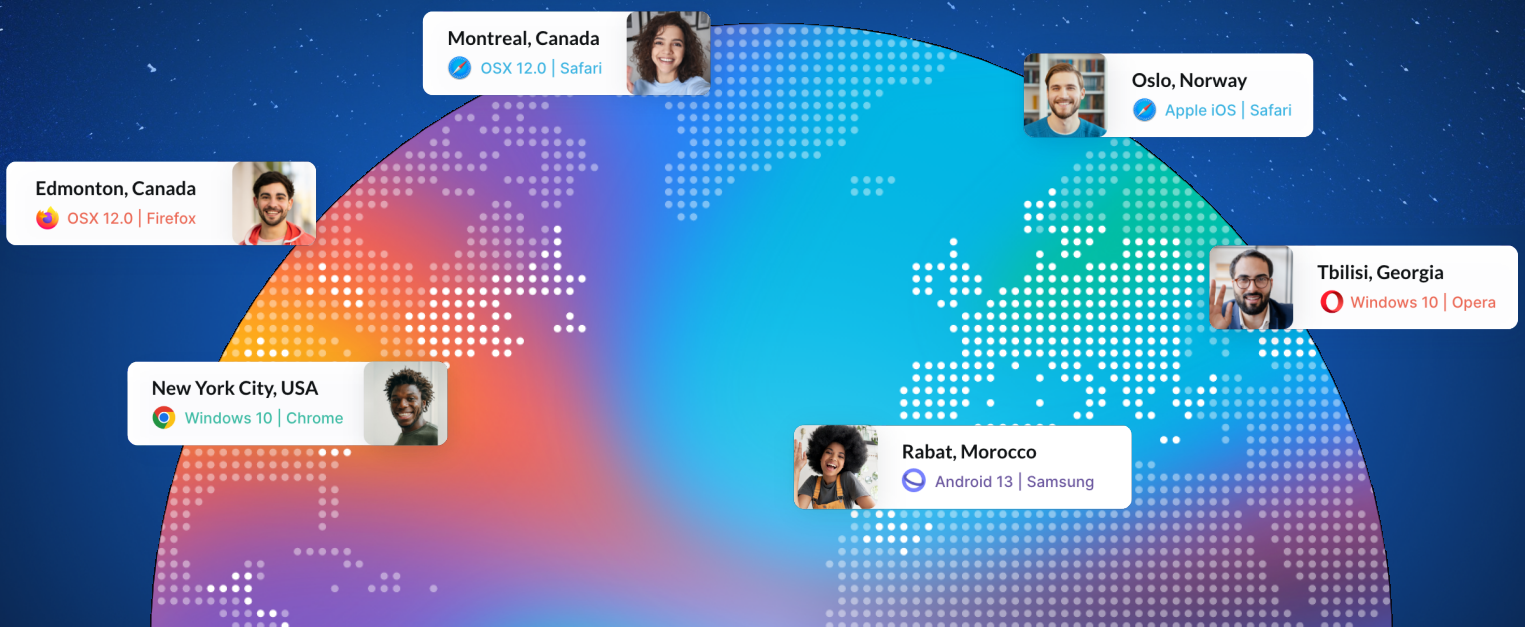 Montreal, Canada
OSX 12.0 | Safari
Oslo, Norway
Apple iOS | Safari
Edmonton, Canada
OSX 12.0 | Firefox
Tbilisi, Georgia
Windows 10 | Opera
New York City, USA
Windows 10 | Chrome
Rabat, Morocco
Android 13 | Samsung